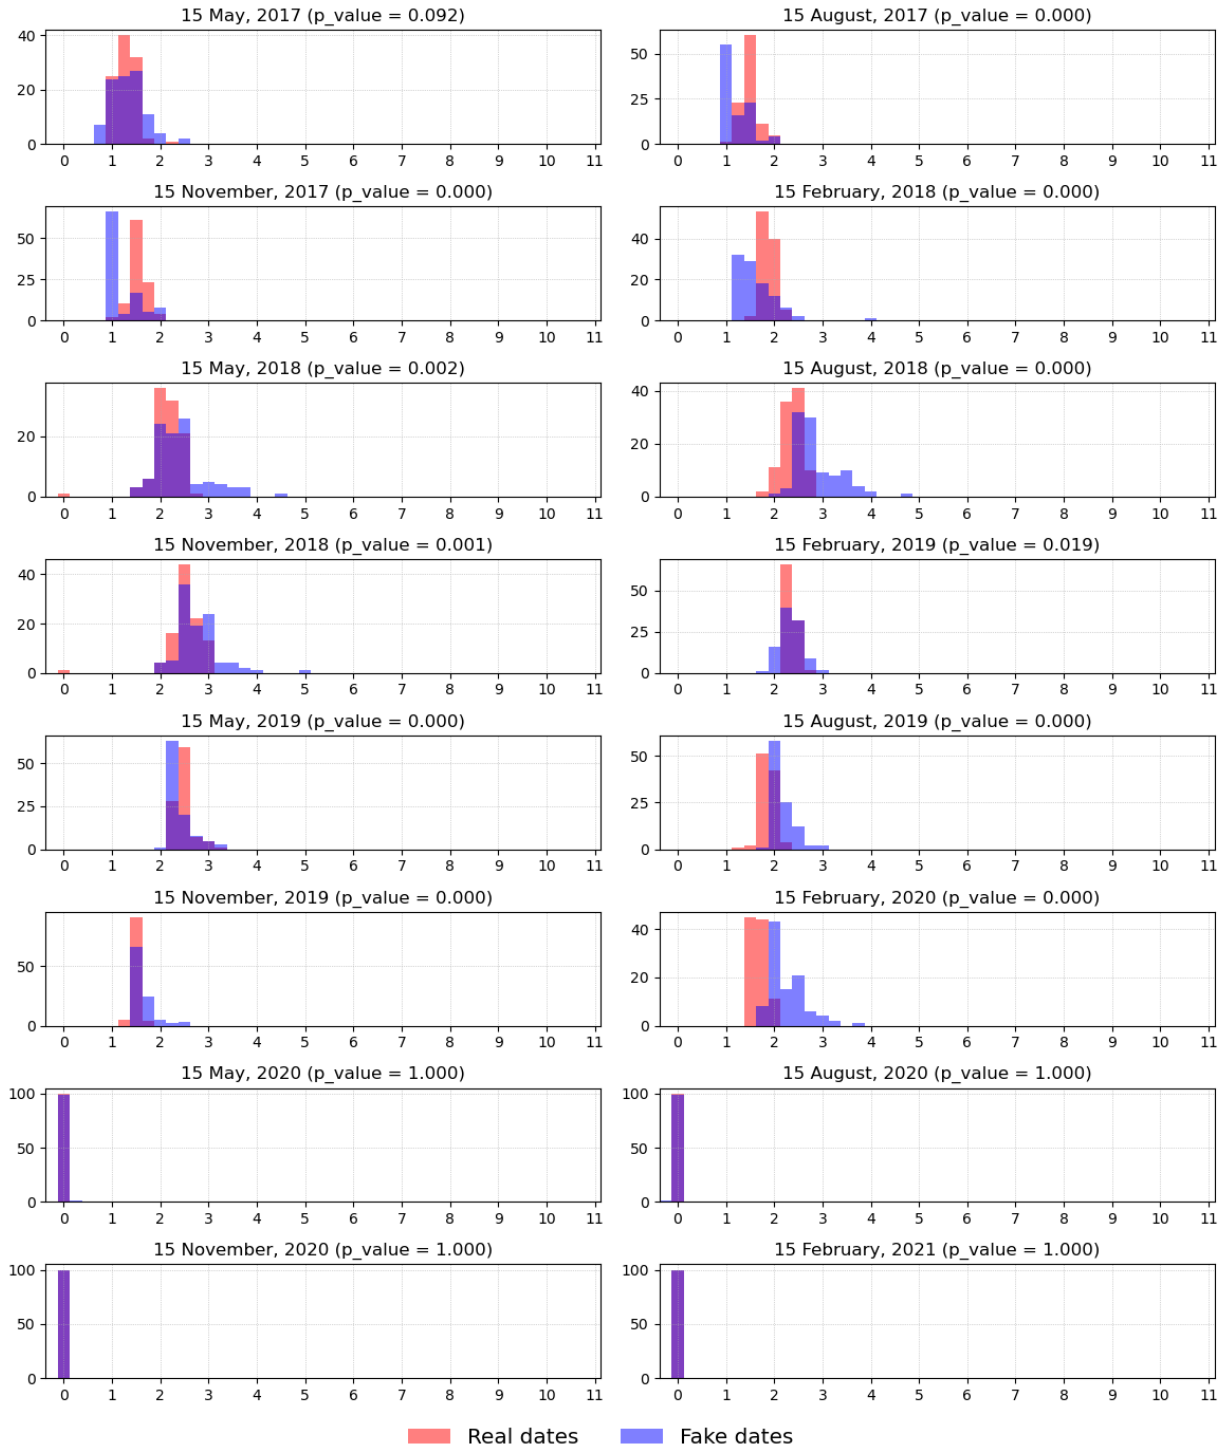 15 May, 2017 (p_value = 0.092)
40
20
0
0 1 2 3 4 5 6 7 8 9 10 11
15 August, 2017 (p_value = 0.000)
50
25
0
0 1 2 3 4 5 6 7 8 9 10 11
15 November, 2017 (p_value = 0.000)
50
25
0
0 1 2 3 4 5 6 7 8 9 10 11
15 February, 2018 (p_value = 0.000)
40
20
0
0 1 2 3 4 5 6 7 8 9 10 11
15 May, 2018 (p_value = 0.002)
20
0
0 1 2 3 4 5 6 7 8 9 10 11
15 August, 2018 (p_value = 0.000)
40
20
0
0 1 2 3 4 5 6 7 8 9 10 11
15 November, 2018 (p_value = 0.001)
40
20
0
0 1 2 3 4 5 6 7 8 9 10 11
15 February, 2019 (p_value = 0.019)
50
25
0
0 1 2 3 4 5 6 7 8 9 10 11
15 May, 2019 (p_value = 0.000)
50
25
0
0 1 2 3 4 5 6 7 8 9 10 11
15 August, 2019 (p_value = 0.000)
50
25
0
0 1 2 3 4 5 6 7 8 9 10 11
15 November, 2019 (p_value = 0.000)
50
0
0 1 2 3 4 5 6 7 8 9 10 11
15 February, 2020 (p_value = 0.000)
40
20
0
0 1 2 3 4 5 6 7 8 9 10 11
15 May, 2020 (p_value = 1.000)
100
50
0
0 1 2 3 4 5 6 7 8 9 10 11
15 August, 2020 (p_value = 1.000)
100
50
0
0 1 2 3 4 5 6 7 8 9 10 11
15 November, 2020 (p_value = 1.000)
100
50
0
0 1 2 3 4 5 6 7 8 9 10 11
15 February, 2021 (p_value = 1.000)
100
50
0
0 1 2 3 4 5 6 7 8 9 10 11
Real dates
Fake dates